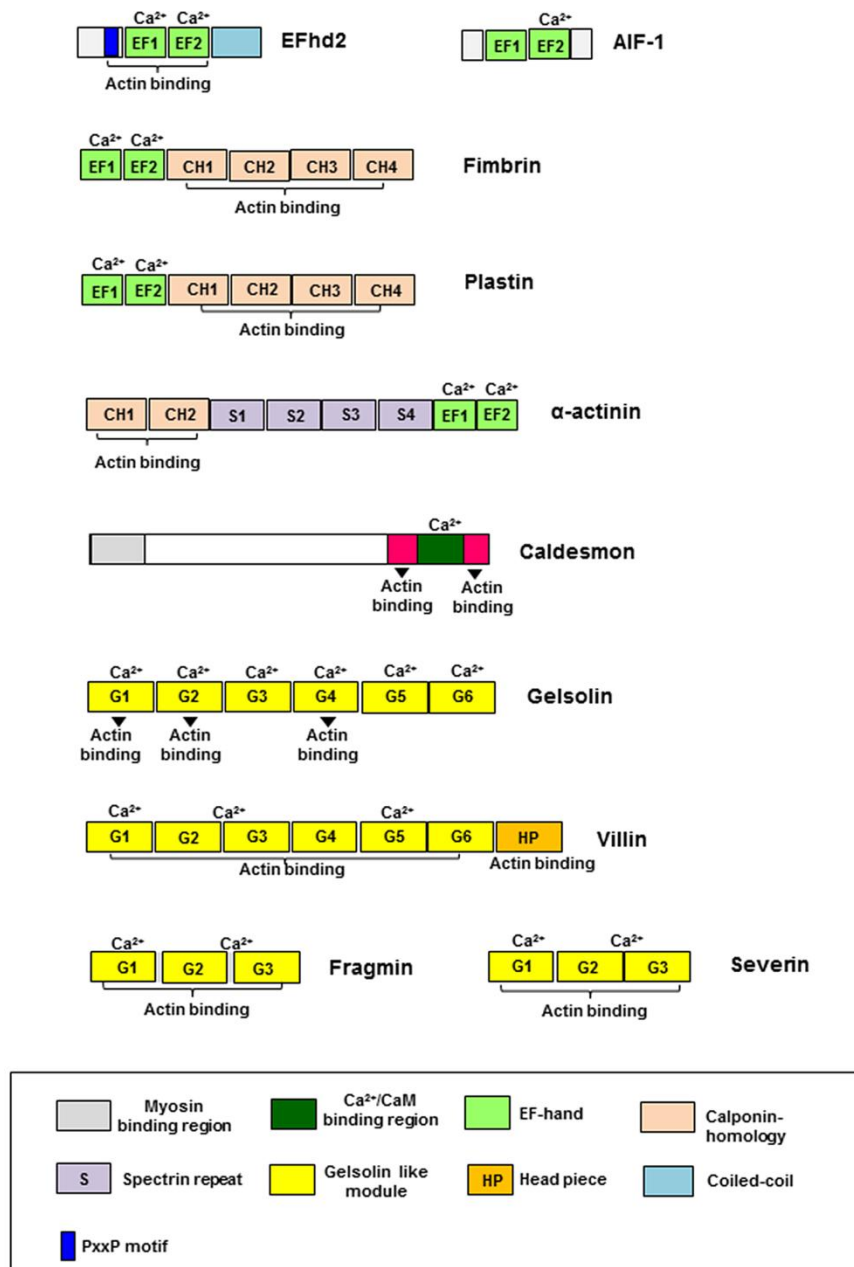 Ca²⁺ Ca²⁺
EF1 EF2 EFhd2
Actin binding
Ca²⁺
EF1 EF2 AIF-1
Ca²⁺ Ca²⁺
EF1 EF2 CH1 CH2 CH3 CH4 Fimbrin
Actin binding
Ca²⁺ Ca²⁺
EF1 EF2 CH1 CH2 CH3 CH4 Plastin
Actin binding
Ca²⁺ Ca²⁺
CH1 CH2 S1 S2 S3 S4 EF1 EF2 α-actinin
Actin binding
Ca²⁺
Caldesmon
Actin
binding
Actin
binding
Ca²⁺ Ca²⁺ Ca²⁺ Ca²⁺ Ca²⁺ Ca²⁺
G1 G2 G3 G4 G5 G6 Gelsolin
Actin
binding
Actin
binding
Actin
binding
Ca²⁺ Ca²⁺ Ca²⁺
G1 G2 G3 G4 G5 G6 HP Villin
Actin binding
Actin binding
Ca²⁺ Ca²⁺
G1 G2 G3 Fragmin
Actin binding
Ca²⁺ Ca²⁺
G1 G2 G3 Severin
Actin binding
Myosin
binding region
Ca²⁺/CaM
binding region
EF-hand
Calponin-
homology
S Spectrin repeat
Gelsolin like
module
HP Head piece
Coiled-coil
PxxP motif